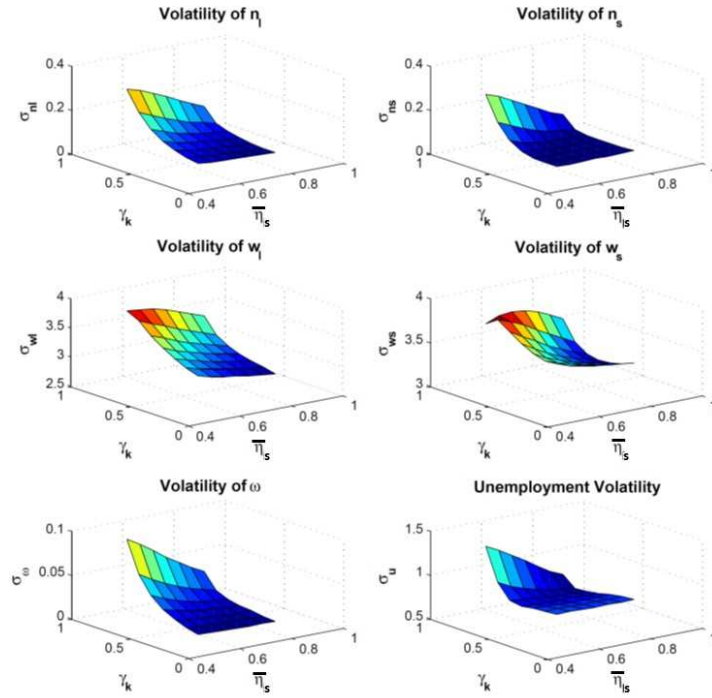 Volatility of n_l
Volatility of n_s
0.4
0.2
0
σ_nl
1
0.5
0
γ_k
0.4
0.6
0.8
1
η̅_ls
0.4
0.2
0
σ_ns
1
0.5
0
γ_k
0.4
0.6
0.8
1
η̅_ls
Volatility of w_l
Volatility of w_s
4
3.5
3
2.5
σ_wl
1
0.5
0
γ_k
0.4
0.6
0.8
1
η̅_ls
4
3.5
3
σ_ws
1
0.5
0
γ_k
0.4
0.6
0.8
1
η̅_ls
Volatility of ω
Unemployment Volatility
0.1
0.05
0
σ_ω
1
0.5
0
γ_k
0.4
0.6
0.8
1
η̅_ls
1.5
1
0.5
σ_u
1
0.5
0
γ_k
0.4
0.6
0.8
1
η̅_ls